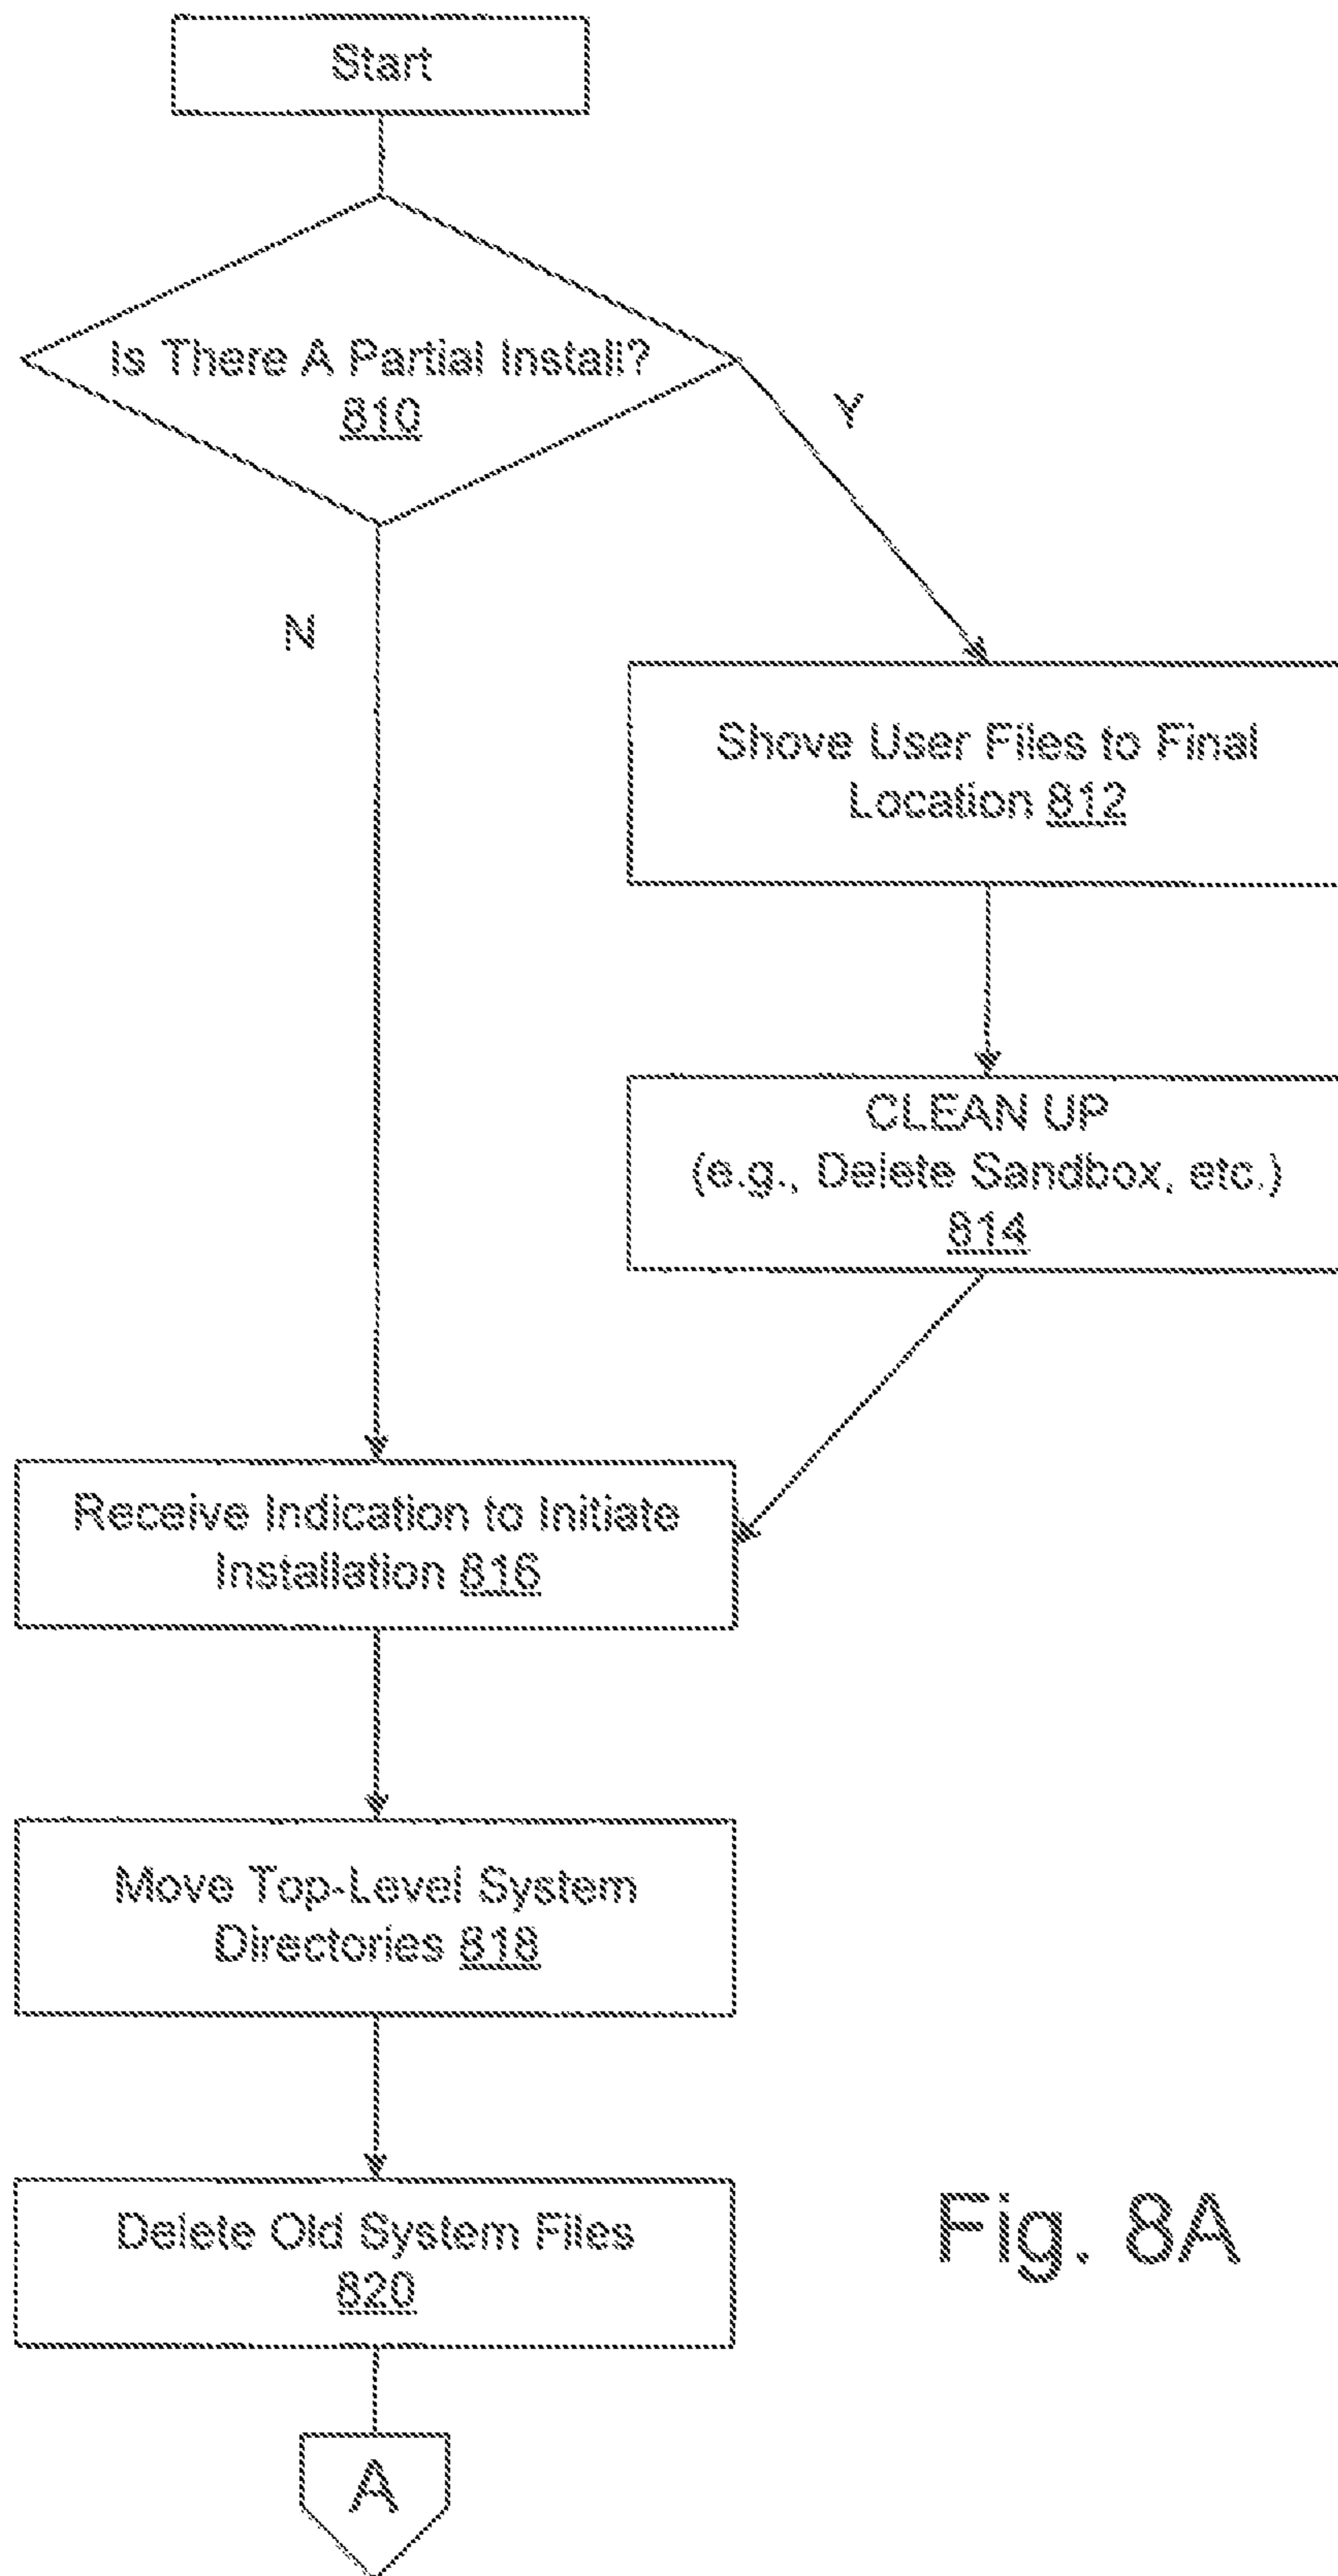 Start
Is There A Partial Install?
810
Y
N
Shove User Files to Final
Location 812
CLEAN UP
(e.g., Delete Sandbox, etc.)
814
Receive Indication to Initiate
Installation 816
Move Top-Level System
Directories 818
Delete Old System Files
820
Fig. 8A
A